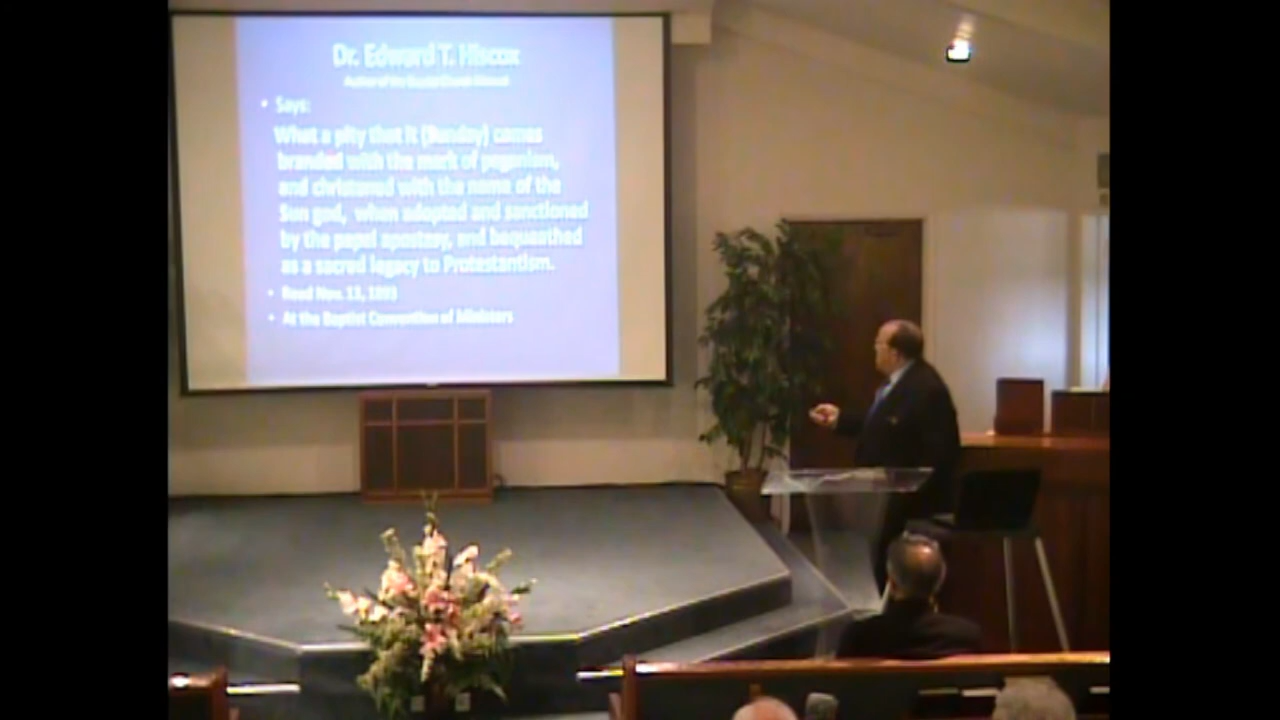 Dr. Edward T. Hiscox
Author of the Baptist Church Manual
• Says:
What a pity that it (Sunday) comes
branded with the mark of paganism,
and christened with the name of the
Sun god, when adopted and sanctioned
by the papal apostasy, and bequeathed
as a sacred legacy to Protestantism.
• Read Nov. 13, 1893
• At the Baptist Convention of Ministers